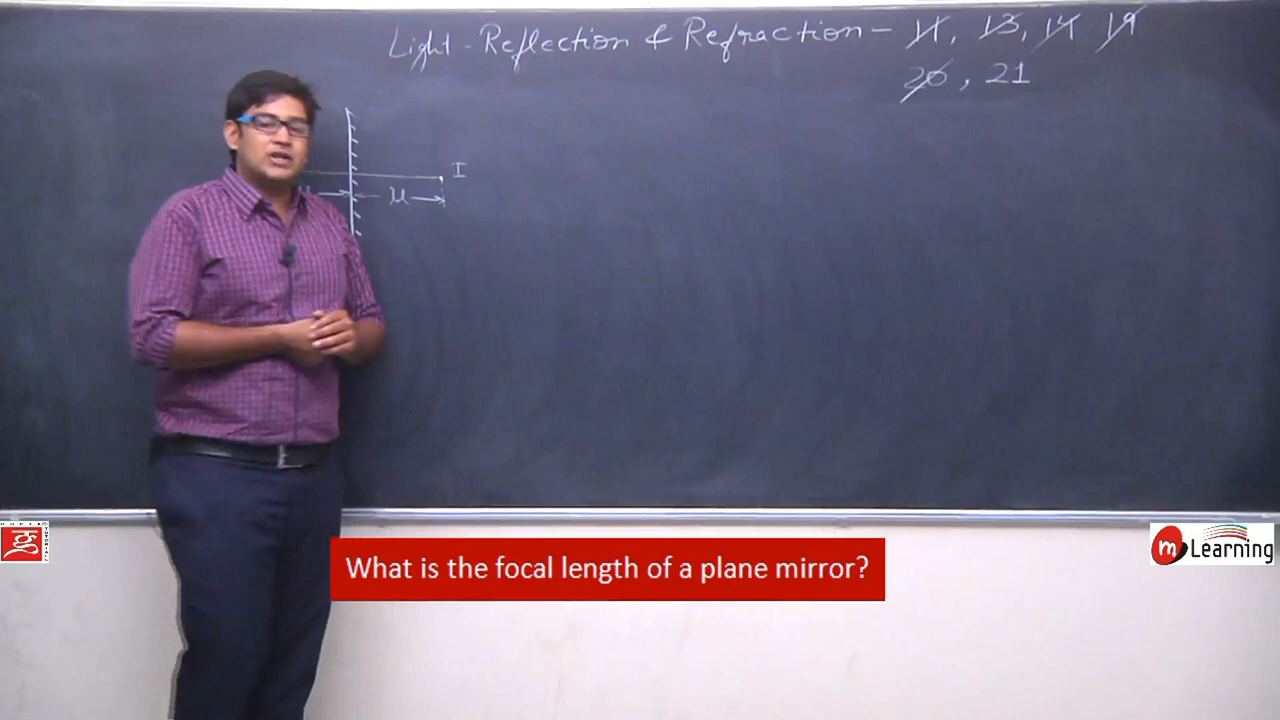 Light - Reflection & Refraction - 11, 13, 14 19
20, 21
I
u
u
What is the focal length of a plane mirror?
m Learning